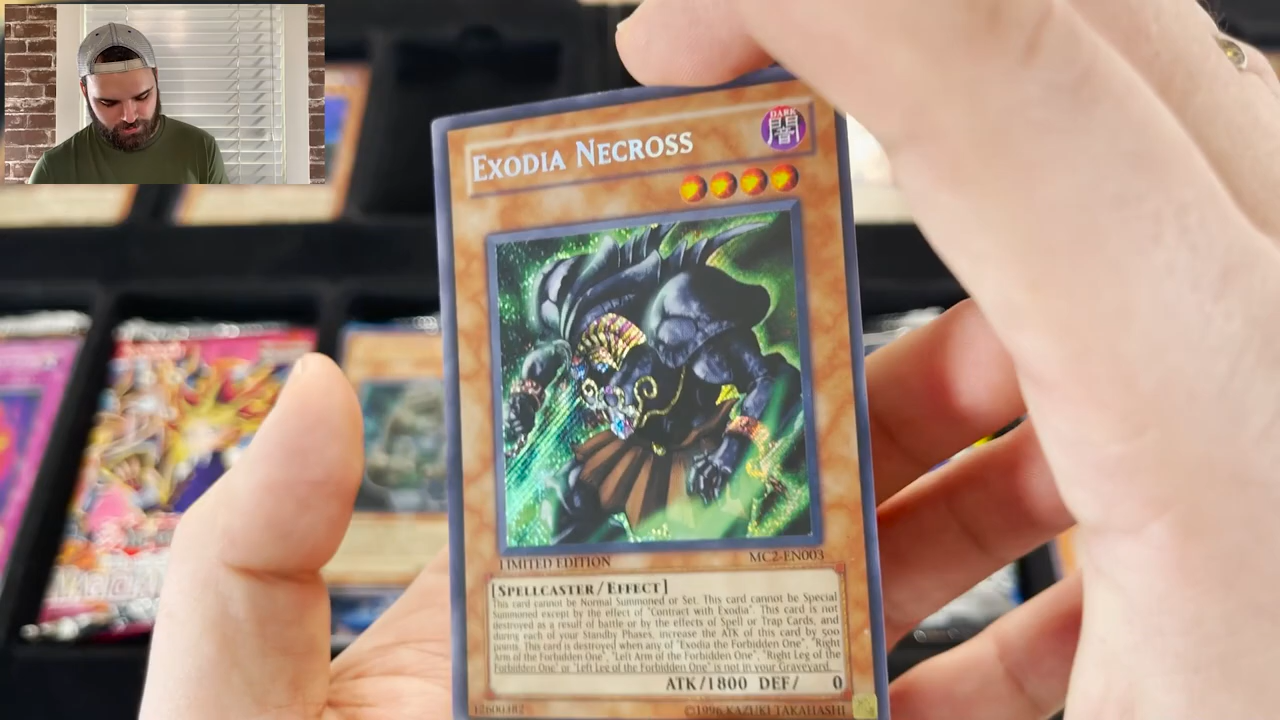 EXODIA NECROSS
DARK
闇
LIMITED EDITION
MC2-EN003
[SPELLCASTER/EFFECT]
This card cannot be Normal Summoned or Set. This card cannot be Special
Summoned except by the effect of "Contract with Exodia". This card is not
destroyed as a result of battle or by the effects of Spell or Trap Cards, and
during each of your Standby Phases, increase the ATK of this card by 500
points. This card is destroyed when any of "Exodia the Forbidden One", "Right
Arm of the Forbidden One", "Left Arm of the Forbidden One", "Right Leg of the
Forbidden One" or "Left Leg of the Forbidden One" is not in your Graveyard.
ATK/1800 DEF/ 0
12600382
©1996 KAZUKI TAKAHASHI